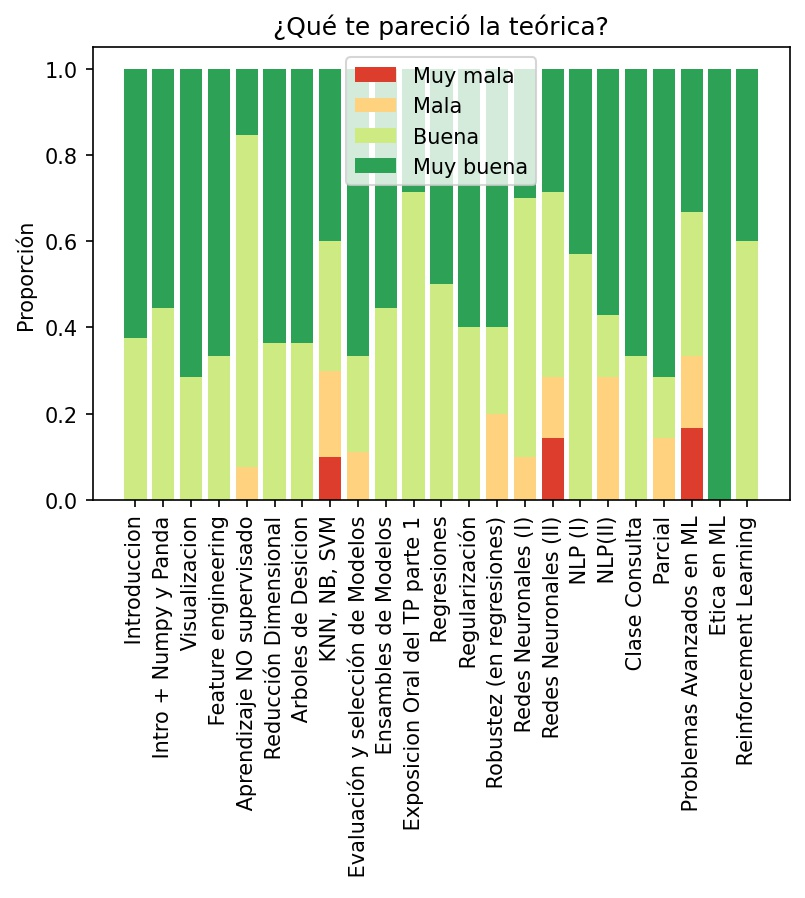 ¿Qué te pareció la teórica?
Muy mala
Mala
Buena
Muy buena
Proporción
1.0
0.8
0.6
0.4
0.2
0.0
Introduccion
Intro + Numpy y Panda
Visualizacion
Feature engineering
Aprendizaje NO supervisado
Reducción Dimensional
Arboles de Desicion
KNN, NB, SVM
Evaluación y selección de Modelos
Ensambles de Modelos
Exposicion Oral del TP parte 1
Regresiones
Regularización
Robustez (en regresiones)
Redes Neuronales (I)
Redes Neuronales (II)
NLP (I)
NLP(II)
Clase Consulta
Parcial
Problemas Avanzados en ML
Etica en ML
Reinforcement Learning